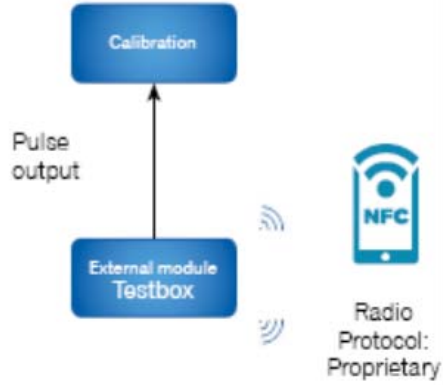 Calibration
Pulse
output
NFC
External module
Testbox
Radio
Protocol:
Proprietary